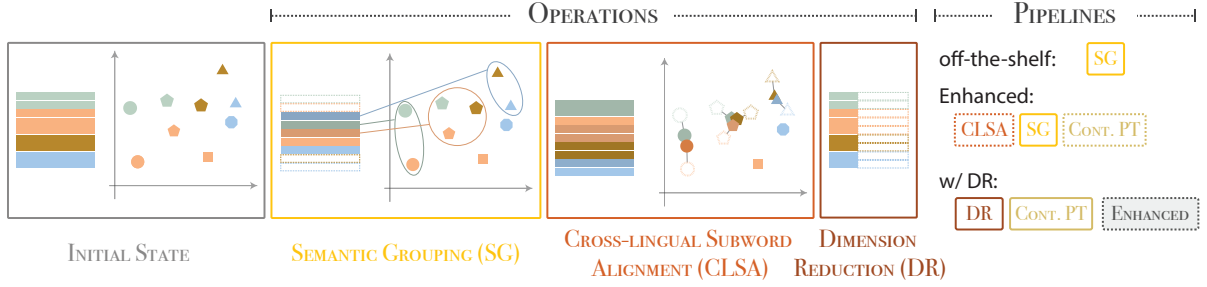 Operations
Pipelines
off-the-shelf:
SG
Enhanced:
CLSA
SG
Cont. PT
w/ DR:
DR
Cont. PT
Enhanced
Initial State
Semantic Grouping (SG)
Cross-lingual Subword
Alignment (CLSA)
Dimension
Reduction (DR)